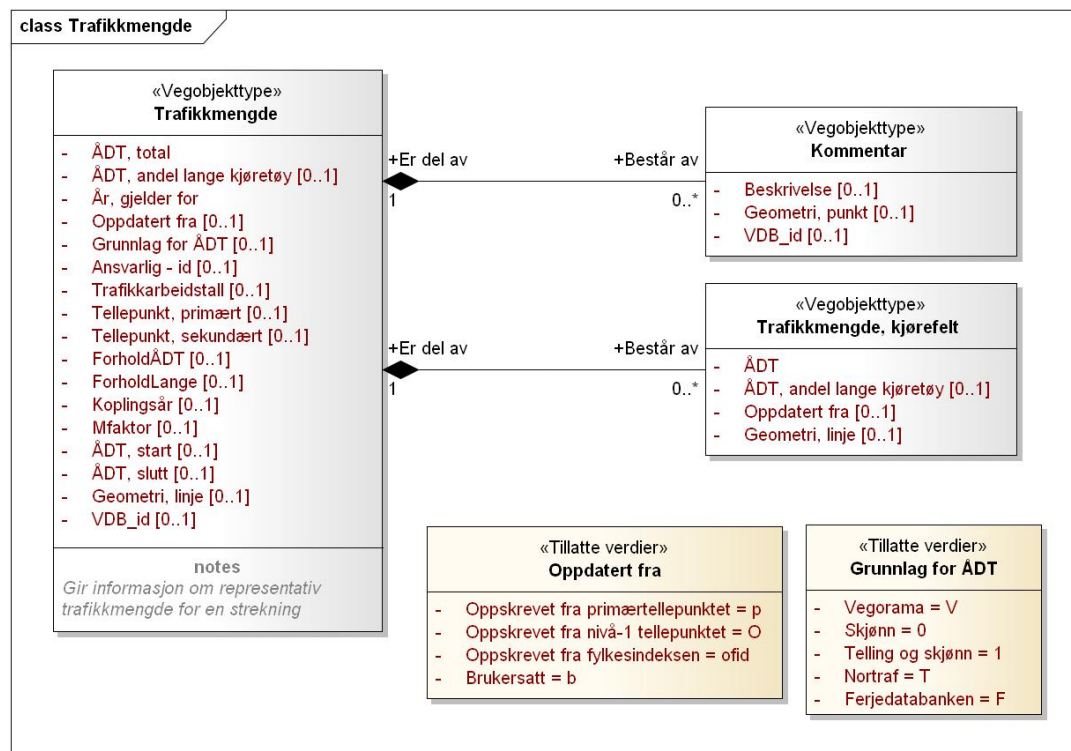 class Trafikkmengde
«Vegobjekttype»
Trafikkmengde
- ÅDT, total
- ÅDT, andel lange kjøretøy [0..1]
- År, gjelder for
- Oppdatert fra [0..1]
- Grunnlag for ÅDT [0..1]
- Ansvarlig - id [0..1]
- Trafikkarbeidstall [0..1]
- Tellepunkt, primært [0..1]
- Tellepunkt, sekundært [0..1]
- ForholdÅDT [0..1]
- ForholdLange [0..1]
- Koplingsår [0..1]
- Mfaktor [0..1]
- ÅDT, start [0..1]
- ÅDT, slutt [0..1]
- Geometri, linje [0..1]
- VDB_id [0..1]
notes
Gir informasjon om representativ
trafikkmengde for en strekning
+Er del av
1
+Består av
0..*
«Vegobjekttype»
Kommentar
- Beskrivelse [0..1]
- Geometri, punkt [0..1]
- VDB_id [0..1]
+Er del av
1
+Består av
0..*
«Vegobjekttype»
Trafikkmengde, kjørefelt
- ÅDT
- ÅDT, andel lange kjøretøy [0..1]
- Oppdatert fra [0..1]
- Geometri, linje [0..1]
«Tillatte verdier»
Oppdatert fra
- Oppskrevet fra primærtellepunktet = p
- Oppskrevet fra nivå-1 tellepunktet = O
- Oppskrevet fra fylkesindeksen = ofid
- Brukersatt = b
«Tillatte verdier»
Grunnlag for ÅDT
- Vegorama = V
- Skjønn = 0
- Telling og skjønn = 1
- Nortraf = T
- Ferjedatabanken = F